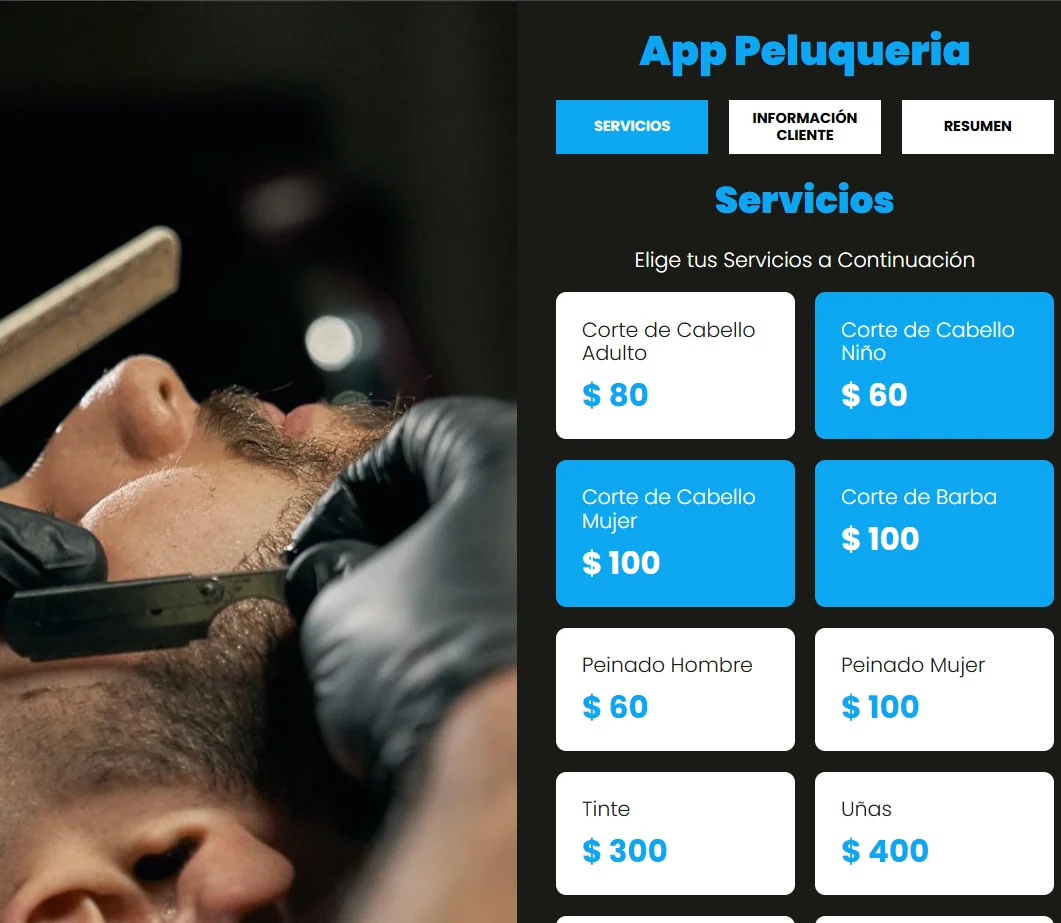 App Peluqueria
SERVICIOS
INFORMACIÓN
CLIENTE
RESUMEN
Servicios
Elige tus Servicios a Continuación
Corte de Cabello
Adulto
$ 80
Corte de Cabello
Niño
$ 60
Corte de Cabello
Mujer
$ 100
Corte de Barba
$ 100
Peinado Hombre
$ 60
Peinado Mujer
$ 100
Tinte
$ 300
Uñas
$ 400